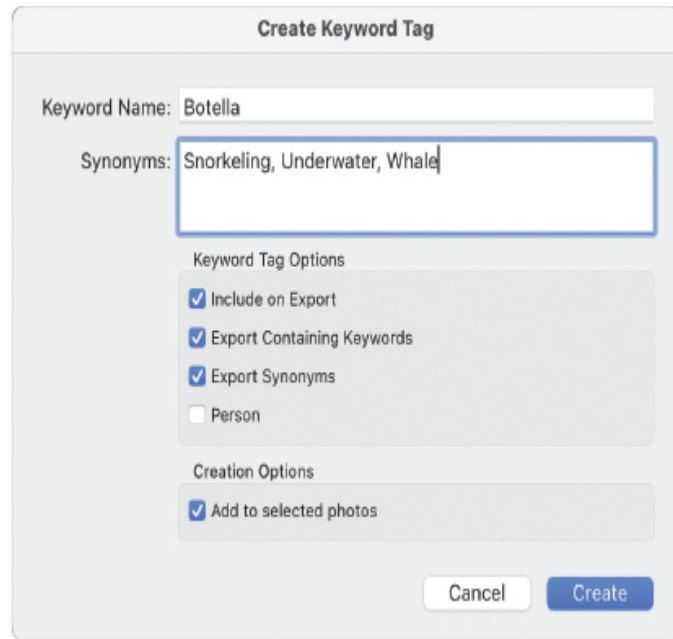 Create Keyword Tag
Keyword Name: Botella
Synonyms: Snorkeling, Underwater, Whale
Keyword Tag Options
Include on Export
Export Containing Keywords
Export Synonyms
Person
Creation Options
Add to selected photos
Cancel Create